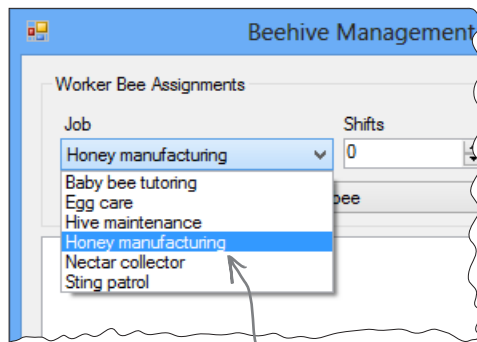 Beehive Management
Worker Bee Assignments
Job
Shifts
Honey manufacturing
0
Baby bee tutoring
Egg care
Hive maintenance
Honey manufacturing
Nectar collector
Sting patrol
bee